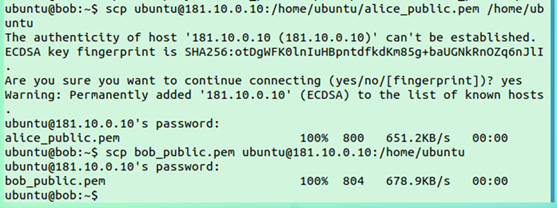 ubuntu@bob:~$ scp ubuntu@181.10.0.10:/home/ubuntu/alice_public.pem /home/ub
untu
The authenticity of host '181.10.0.10 (181.10.0.10)' can't be established.
ECDSA key fingerprint is SHA256:otDgWFK0lnIuHBpntdfkdKm85g+baUGNkRnOZq6nJlI
.
Are you sure you want to continue connecting (yes/no/[fingerprint])? yes
Warning: Permanently added '181.10.0.10' (ECDSA) to the list of known hosts
.
ubuntu@181.10.0.10's password:
alice_public.pem 100% 800 651.2KB/s 00:00
ubuntu@bob:~$ scp bob_public.pem ubuntu@181.10.0.10:/home/ubuntu
ubuntu@181.10.0.10's password:
bob_public.pem 100% 804 678.9KB/s 00:00
ubuntu@bob:~$